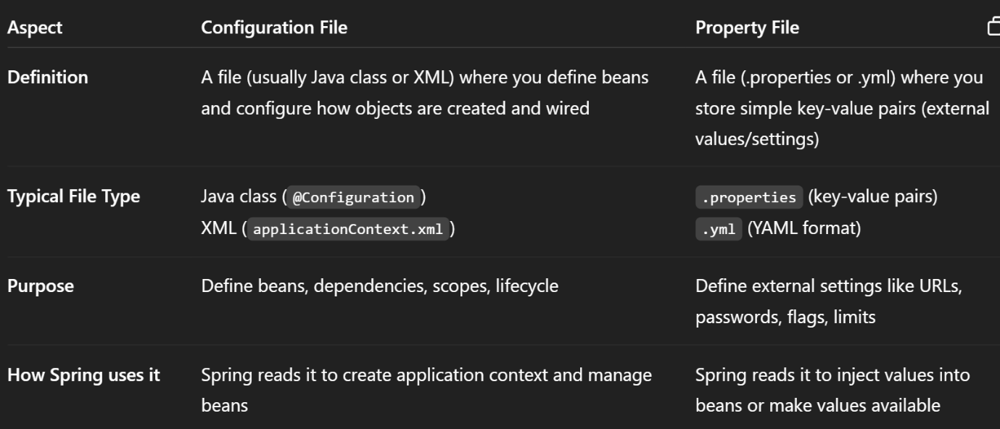 Aspect Configuration File Property File
Definition A file (usually Java class or XML) where you define beans A file (.properties or .yml) where you
and configure how objects are created and wired store simple key-value pairs (external
values/settings)
Typical File Type Java class (@Configuration) .properties (key-value pairs)
XML (applicationContext.xml) .yml (YAML format)
Purpose Define beans, dependencies, scopes, lifecycle Define external settings like URLs,
passwords, flags, limits
How Spring uses it Spring reads it to create application context and manage Spring reads it to inject values into
beans beans or make values available